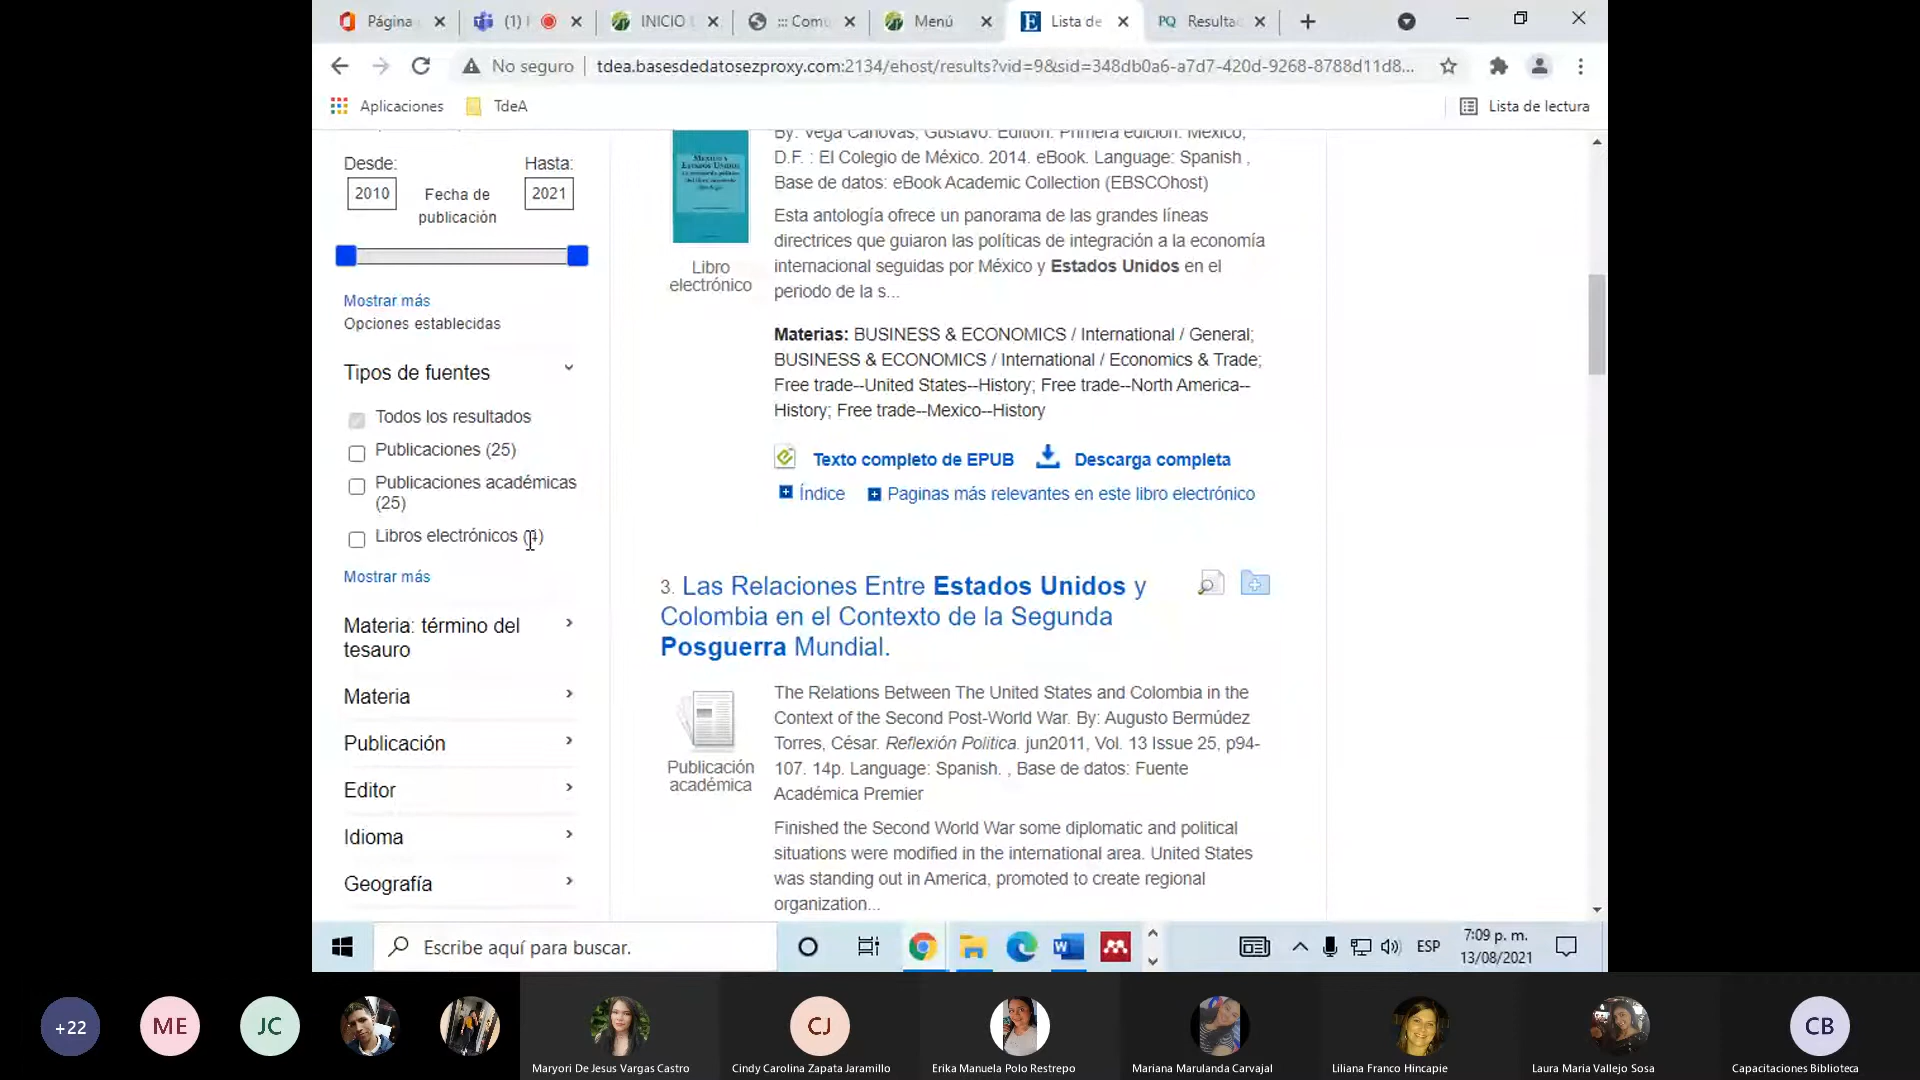 Página
(1)
INICIO
::: Com
Menú
Lista de
PQ Resulta
No seguro
tdea.basesdedatosezproxy.com:2134/ehost/results?vid=9&sid=348db0a6-a7d7-420d-9268-8788d11d8...
Aplicaciones
TdeA
Lista de lectura
Desde:
Hasta:
2010
Fecha de
publicación
2021
Mostrar más
Opciones establecidas
Tipos de fuentes
Todos los resultados
Publicaciones (25)
Publicaciones académicas
(25)
Libros electrónicos
Mostrar más
Materia: término del
tesauro
Materia
Publicación
Editor
Idioma
Geografía
MÉXICO Y
ESTADOS UNIDOS
Libro
electrónico
By: Vega Cánovas, Gustavo. Edition: Primera edición. México,
D.F. : El Colegio de México. 2014. eBook. Language: Spanish ,
Base de datos: eBook Academic Collection (EBSCOhost)
Esta antología ofrece un panorama de las grandes líneas
directrices que guiaron las políticas de integración a la economía
internacional seguidas por México y Estados Unidos en el
periodo de la s...
Materias: BUSINESS & ECONOMICS / International / General;
BUSINESS & ECONOMICS / International / Economics & Trade;
Free trade--United States--History; Free trade--North America--
History; Free trade--Mexico--History
Texto completo de EPUB
Descarga completa
Índice
Paginas más relevantes en este libro electrónico
3. Las Relaciones Entre Estados Unidos y
Colombia en el Contexto de la Segunda
Posguerra Mundial.
Publicación
académica
The Relations Between The United States and Colombia in the
Context of the Second Post-World War. By: Augusto Bermúdez
Torres, César. Reflexión Política. jun2011, Vol. 13 Issue 25, p94-
107. 14p. Language: Spanish. , Base de datos: Fuente
Académica Premier
Finished the Second World War some diplomatic and political
situations were modified in the international area. United States
was standing out in America, promoted to create regional
organization...
Escribe aquí para buscar.
ESP
7:09 p. m.
13/08/2021
+22
ME
JC
CJ
CB
Maryori De Jesus Vargas Castro
Cindy Carolina Zapata Jaramillo
Erika Manuela Polo Restrepo
Mariana Marulanda Carvajal
Liliana Franco Hincapie
Laura Maria Vallejo Sosa
Capacitaciones Biblioteca